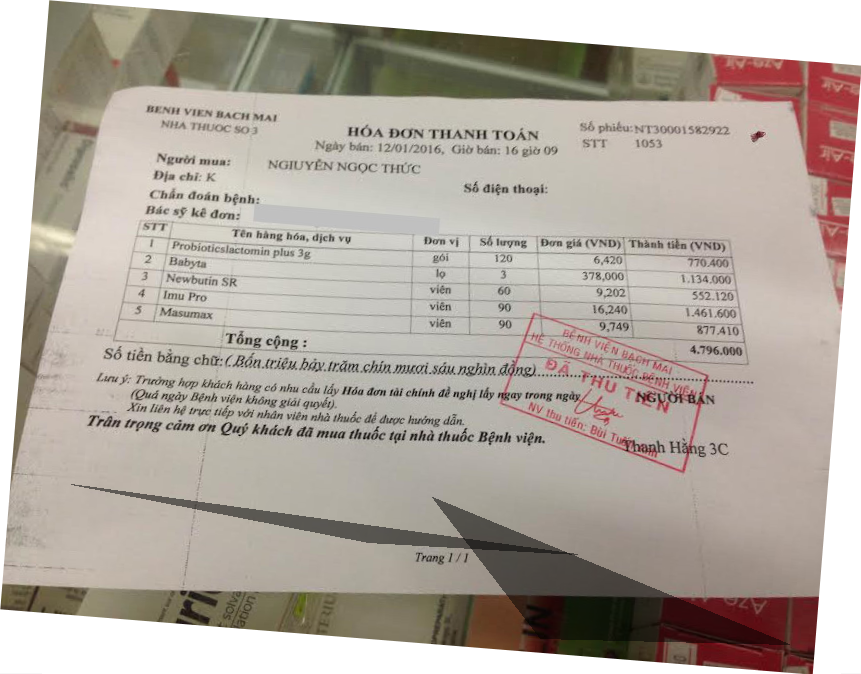 BENH VIEN BACH MAI
NHA THUOC SO 3
HÓA ĐƠN THANH TOÁN
Ngày bán: 12/01/2016, Giờ bán: 16 giờ 09
Số phiếu: NT30001582922
STT 1053
Người mua: NGIUYỄN NGỌC THỨC
Địa chỉ: K
Số điện thoại:
Chẩn đoán bệnh:
Bác sỹ kê đơn:
STT Tên hàng hóa, dịch vụ Đơn vị Số lượng Đơn giá (VND) Thành tiền (VND)
1 Probioticslactomin plus 3g gói 120 6,420 770.400
2 Babyta lọ 3 378,000 1.134.000
3 Newbutin SR viên 60 9,202 552.120
4 Imu Pro viên 90 16,240 1.461.600
5 Masumax viên 90 9,749 877.410
Tổng cộng : 4.796.000
Số tiền bằng chữ: ( Bốn triệu bảy trăm chín mươi sáu nghìn đồng)
Lưu ý: Trường hợp khách hàng có nhu cầu lấy Hóa đơn tài chính đề nghị lấy ngay trong ngày
(Quá ngày Bệnh viện không giải quyết).
Xin liên hệ trực tiếp với nhân viên nhà thuốc để được hướng dẫn.
Trân trọng cảm ơn Quý khách đã mua thuốc tại nhà thuốc Bệnh viện.
NGƯỜI BÁN
Thanh Hằng 3C
BỆNH VIỆN BẠCH MAI
HỆ THỐNG NHÀ THUỐC BỆNH VIỆN
ĐÃ THU TIỀN
NV thu tiền: Bùi
Trang 1 / 1
Aze-Air